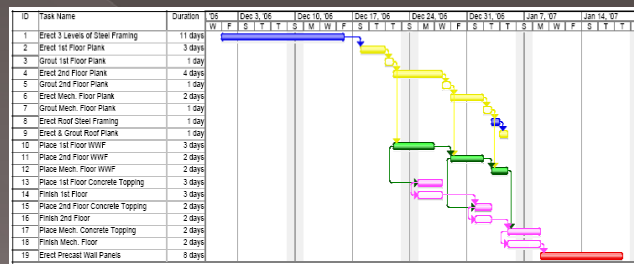 ID Task Name Duration '06 Dec 3, '06 Dec 10, '06 Dec 17, '06 Dec 24, '06 Dec 31, '06 Jan 7, '07 Jan 14, '07
W F S T T S M W F S T T S M W F S T T S M W F S T T
1 Erect 3 Levels of Steel Framing 11 days
2 Erect 1st Floor Plank 3 days
3 Grout 1st Floor Plank 1 day
4 Erect 2nd Floor Plank 4 days
5 Grout 2nd Floor Plank 1 day
6 Erect Mech. Floor Plank 2 days
7 Grout Mech. Floor Plank 1 day
8 Erect Roof Steel Framing 1 day
9 Erect & Grout Roof Plank 1 day
10 Place 1st Floor WWF 3 days
11 Place 2nd Floor WWF 2 days
12 Place Mech. Floor WWF 2 days
13 Place 1st Floor Concrete Topping 3 days
14 Finish 1st Floor 3 days
15 Place 2nd Floor Concrete Topping 2 days
16 Finish 2nd Floor 2 days
17 Place Mech. Concrete Topping 2 days
18 Finish Mech. Floor 2 days
19 Erect Precast Wall Panels 8 days